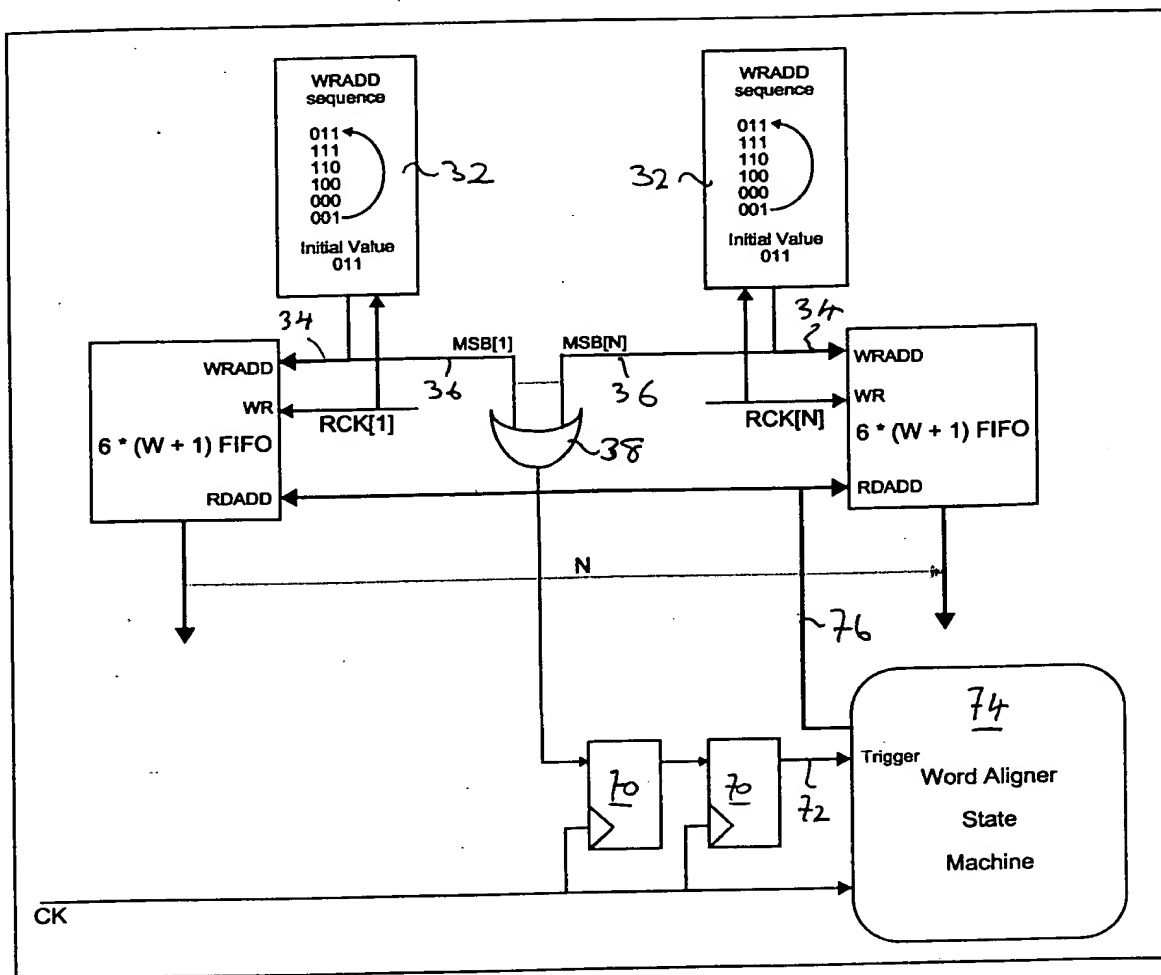 WRADD
sequence
011
111
110
100
000
001
Initial Value
011
32
WRADD
sequence
011
111
110
100
000
001
Initial Value
011
32
34
MSB[1]
MSB[N]
34
WRADD
36
36
WRADD
WR
RCK[1]
RCK[N]
WR
6 * (W + 1) FIFO
38
6 * (W + 1) FIFO
RDADD
RDADD
N
76
74
70
70
72
Trigger
Word Aligner
State
Machine
CK